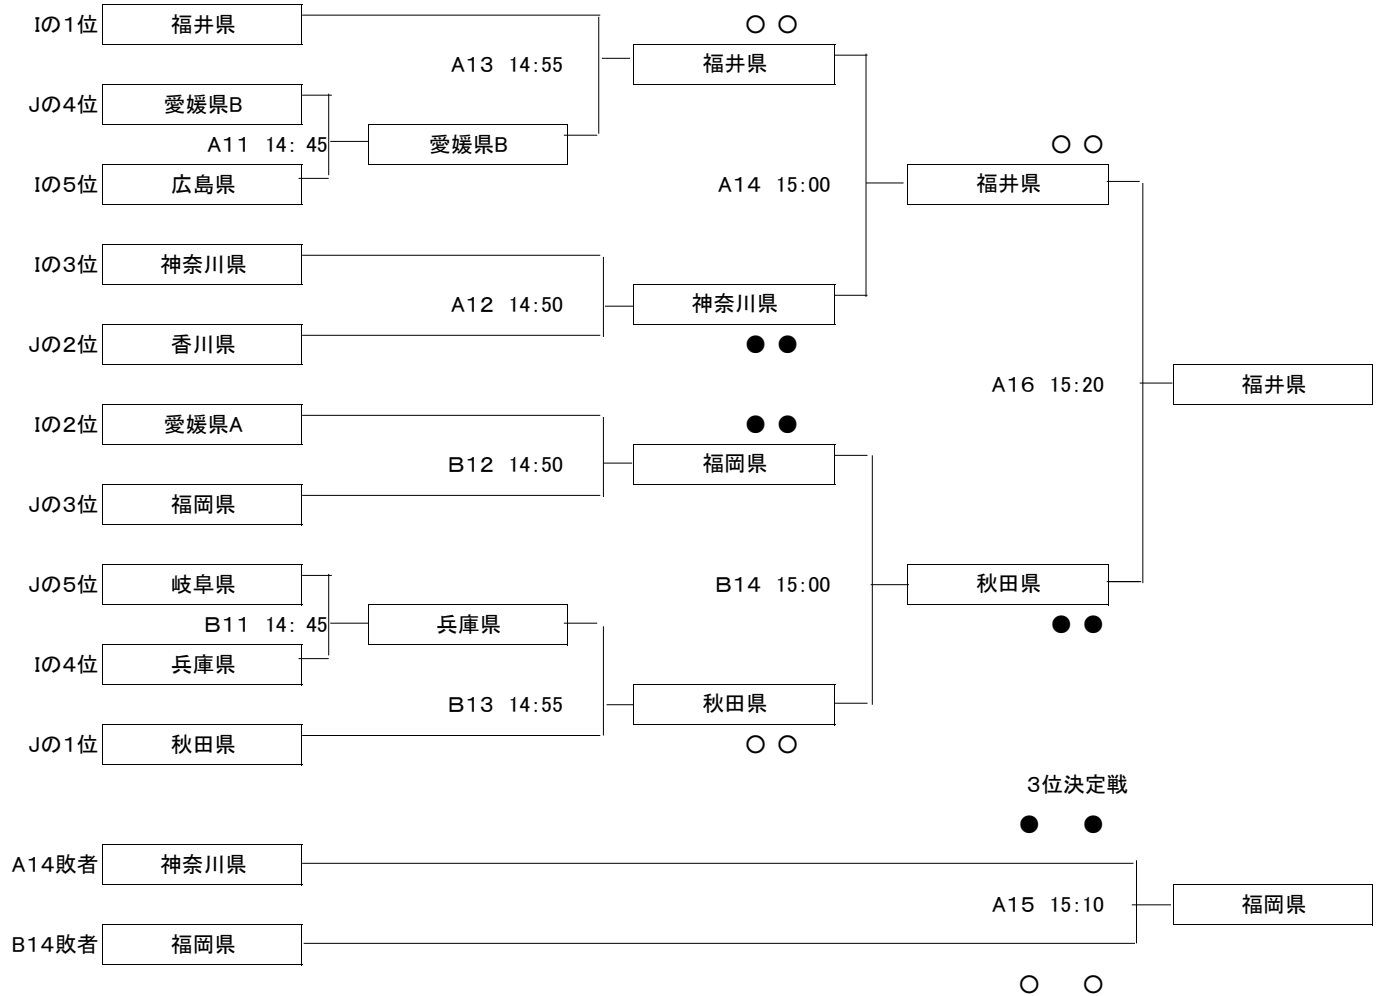 Iの1位 福井県 ○ ○
A13 14:55 福井県
Jの4位 愛媛県B
A11 14: 45 愛媛県B ○ ○
Iの5位 広島県 A14 15:00 福井県
Iの3位 神奈川県
A12 14:50 神奈川県
Jの2位 香川県 ● ●
A16 15:20 福井県
Iの2位 愛媛県A ● ●
B12 14:50 福岡県
Jの3位 福岡県
Jの5位 岐阜県 B14 15:00 秋田県
B11 14: 45 兵庫県 ● ●
Iの4位 兵庫県
B13 14:55 秋田県
Jの1位 秋田県 ○ ○
3位決定戦
● ●
A14敗者 神奈川県
A15 15:10 福岡県
B14敗者 福岡県
○ ○